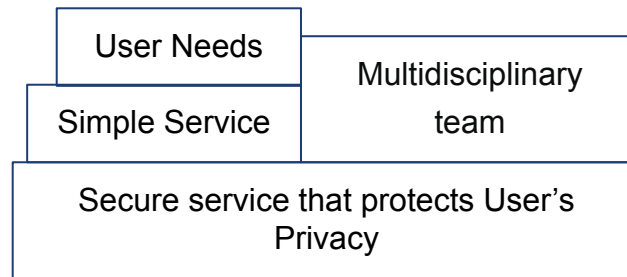 User Needs
Multidisciplinary
team
Simple Service
Secure service that protects User’s
Privacy